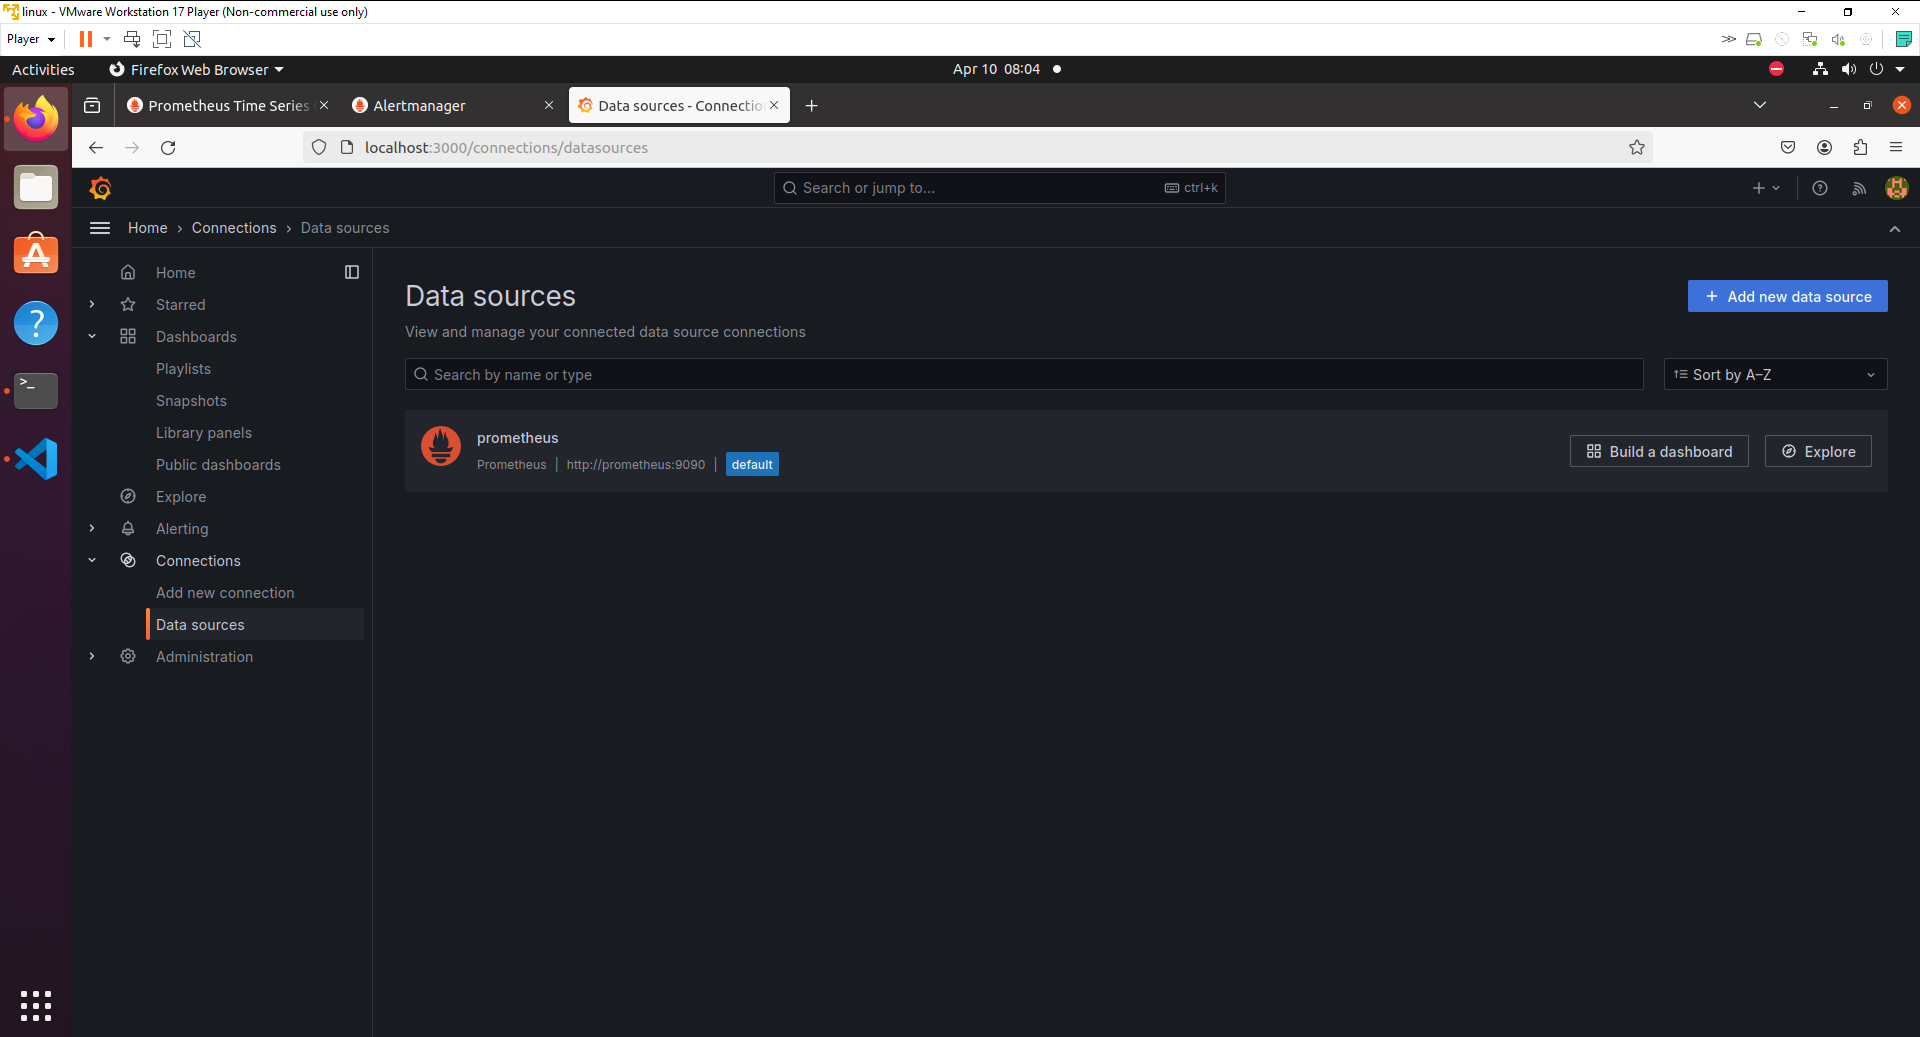 linux - VMware Workstation 17 Player (Non-commercial use only)
Player
Activities
Firefox Web Browser
Apr 10 08:04
Prometheus Time Series
Alertmanager
Data sources - Connectio
localhost:3000/connections/datasources
Search or jump to...
ctrl+k
Home › Connections › Data sources
Home
Starred
Dashboards
Playlists
Snapshots
Library panels
Public dashboards
Explore
Alerting
Connections
Add new connection
Data sources
Administration
Data sources
Add new data source
View and manage your connected data source connections
Search by name or type
Sort by A–Z
prometheus
Prometheus | http://prometheus:9090 | default
Build a dashboard
Explore